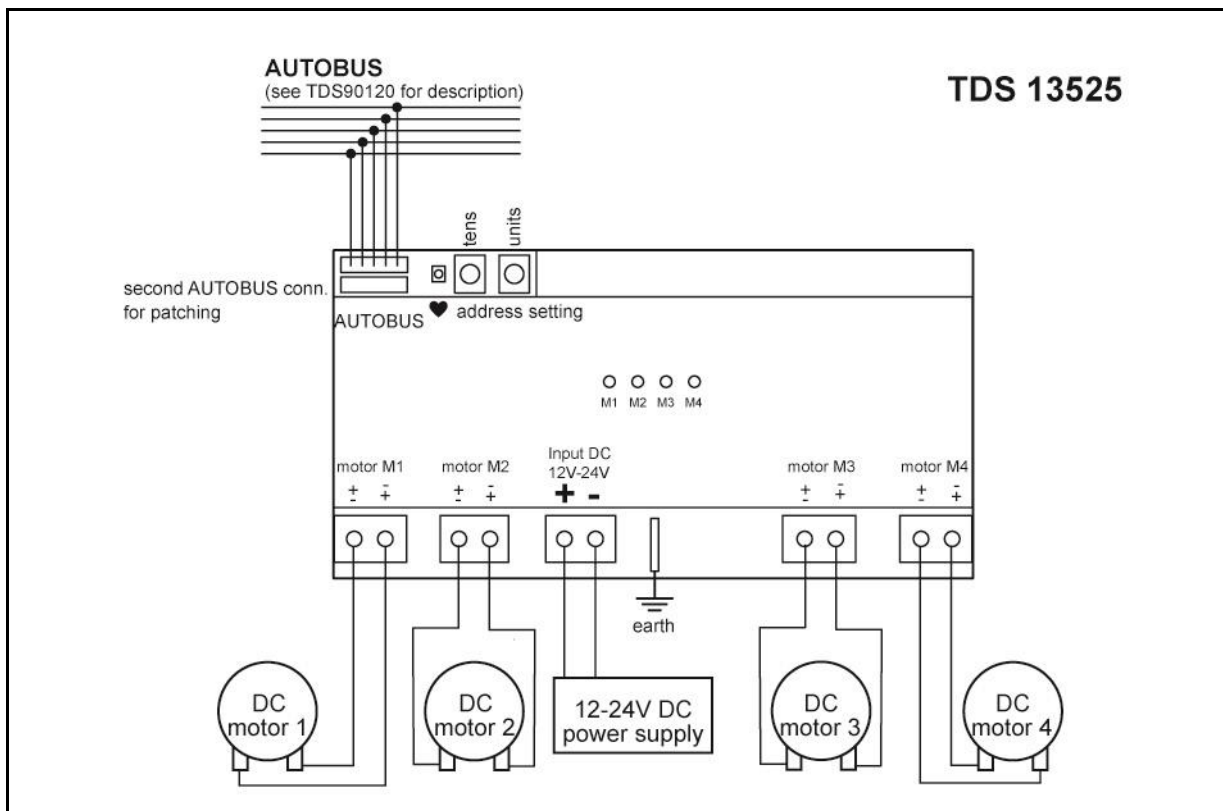 AUTOBUS
(see TDS90120 for description)
TDS 13525
tens
units
second AUTOBUS conn.
for patching
AUTOBUS ♥ address setting
M1 M2 M3 M4
motor M1
+ -
- +
motor M2
+ -
- +
Input DC
12V-24V
+ -
motor M3
+ -
- +
motor M4
+ -
- +
earth
DC
motor 1
DC
motor 2
12-24V DC
power supply
DC
motor 3
DC
motor 4